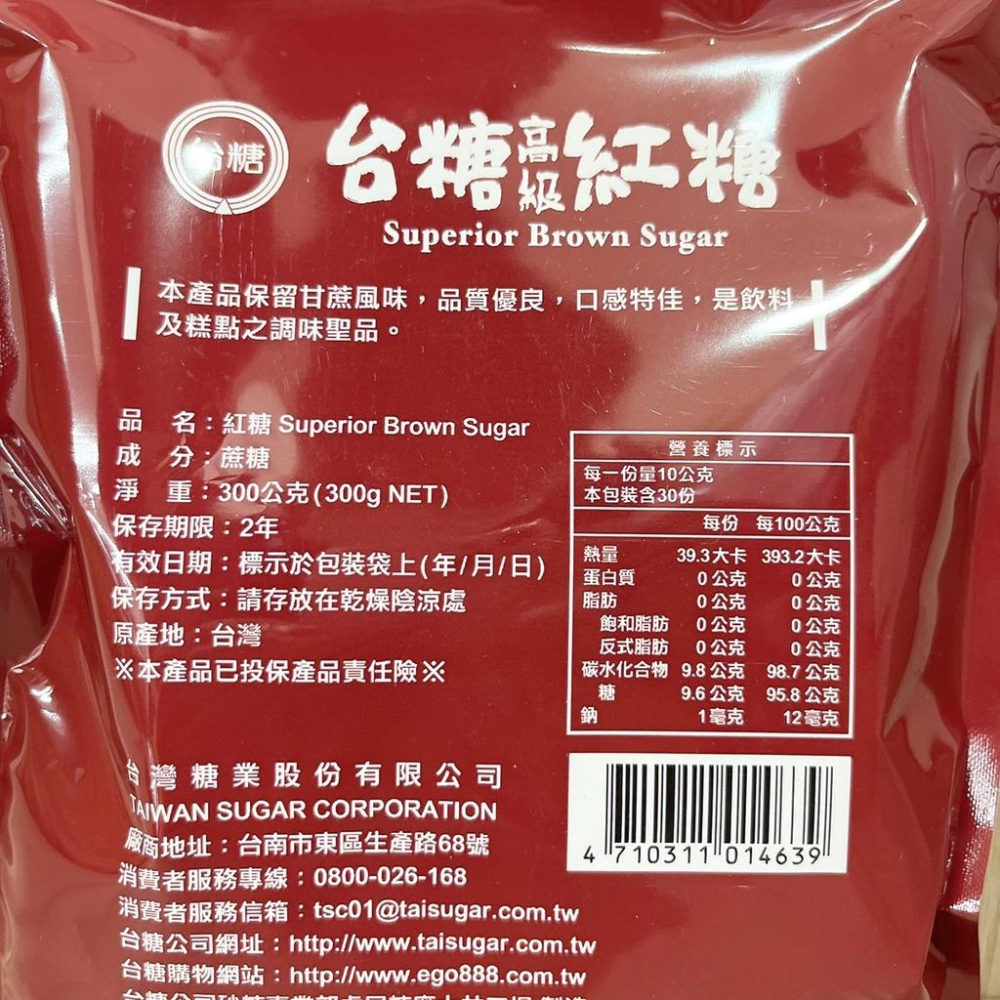 台糖
台糖高級紅糖
Superior Brown Sugar
本產品保留甘蔗風味，品質優良，口感特佳，是飲料
及糕點之調味聖品。
品　名：紅糖 Superior Brown Sugar
成　分：蔗糖
淨　重：300公克(300g NET)
保存期限：2年
有效日期：標示於包裝袋上(年/月/日)
保存方式：請存放在乾燥陰涼處
原產地：台灣
※本產品已投保產品責任險※
營養標示
每一份量10公克
本包裝含30份
每份 每100公克
熱量 39.3大卡 393.2大卡
蛋白質 0公克 0公克
脂肪 0公克 0公克
飽和脂肪 0公克 0公克
反式脂肪 0公克 0公克
碳水化合物 9.8公克 98.7公克
糖 9.6公克 95.8公克
鈉 1毫克 12毫克
台灣糖業股份有限公司
TAIWAN SUGAR CORPORATION
廠商地址：台南市東區生產路68號
消費者服務專線：0800-026-168
消費者服務信箱：tsc01@taisugar.com.tw
台糖公司網址：http://www.taisugar.com.tw
台糖購物網站：http://www.ego888.com.tw
4 710311 014639